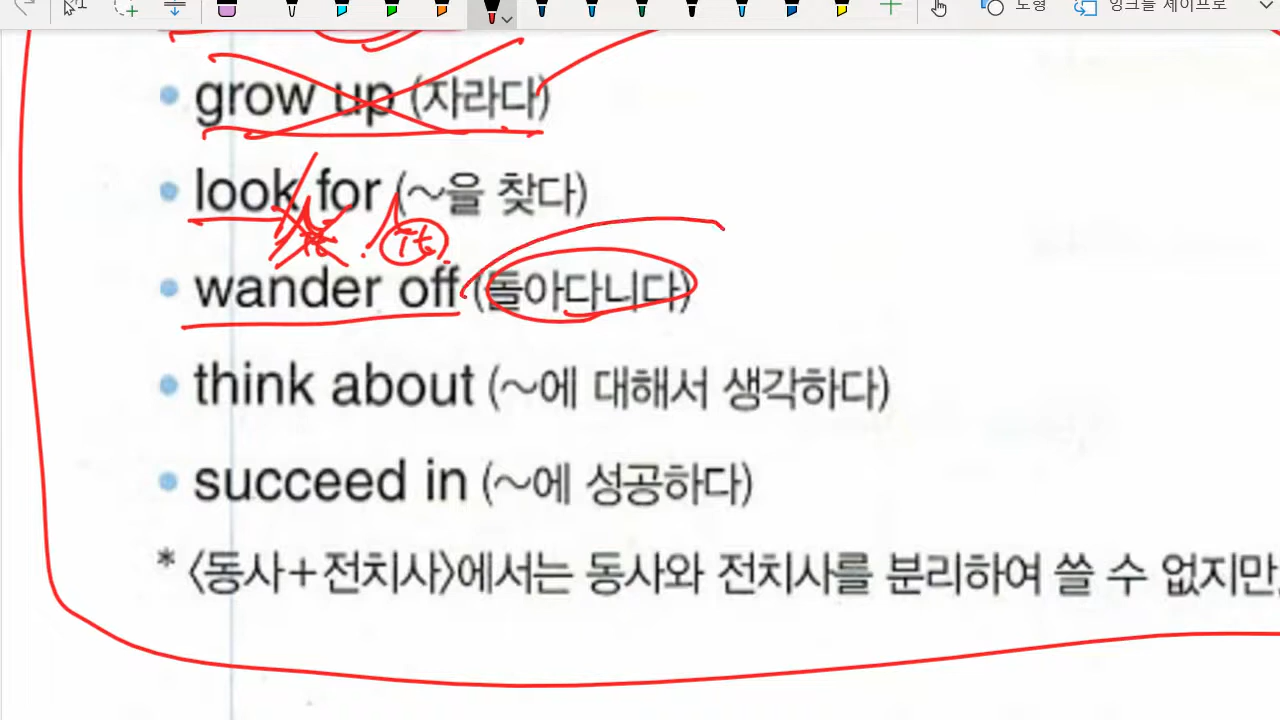 도형
잉크를 셰이프로
• grow up (자라다)
• look for (~을 찾다)
it
• wander off (돌아다니다)
• think about (~에 대해서 생각하다)
• succeed in (~에 성공하다)
* <동사+전치사>에서는 동사와 전치사를 분리하여 쓸 수 없지만,